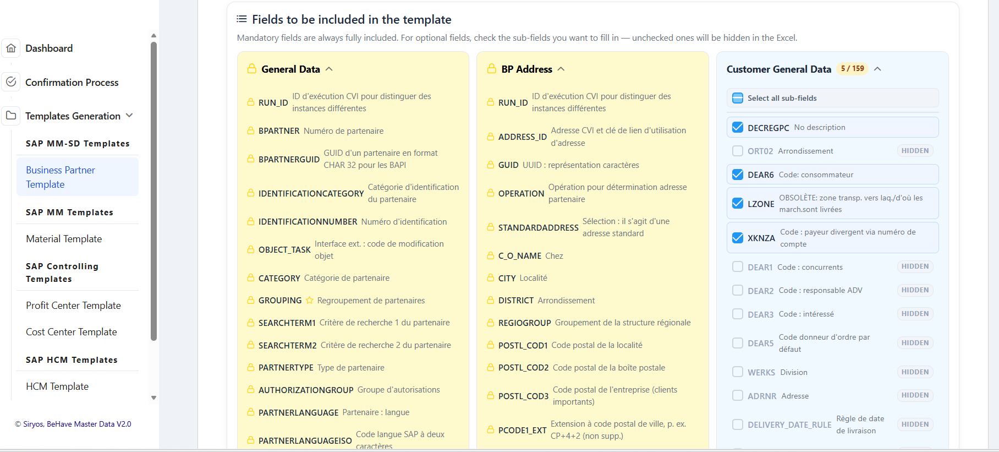 Dashboard
Confirmation Process
Templates Generation
SAP MM-SD Templates
Business Partner
Template
SAP MM Templates
Material Template
SAP Controlling
Templates
Profit Center Template
Cost Center Template
SAP HCM Templates
HCM Template
© Siryos, BeHave Master Data V2.0
Fields to be included in the template
Mandatory fields are always fully included. For optional fields, check the sub-fields you want to fill in — unchecked ones will be hidden in the Excel.
General Data
RUN_ID ID d'exécution CVI pour distinguer des
instances différentes
BPARTNER Numéro de partenaire
BPARTNERGUID GUID d'un partenaire en format
CHAR 32 pour les BAPI
IDENTIFICATIONCATEGORY Catégorie d'identification
du partenaire
IDENTIFICATIONNUMBER Numéro d'identification
OBJECT_TASK Interface ext. : code de modification
objet
CATEGORY Catégorie de partenaire
GROUPING Regroupement de partenaires
SEARCHTERM1 Critère de recherche 1 du partenaire
SEARCHTERM2 Critère de recherche 2 du partenaire
PARTNERTYPE Type de partenaire
AUTHORIZATIONGROUP Groupe d'autorisations
PARTNERLANGUAGE Partenaire : langue
PARTNERLANGUAGEISO Code langue SAP à deux
caractères
BP Address
RUN_ID ID d'exécution CVI pour distinguer des
instances différentes
ADDRESS_ID Adresse CVI et clé de lien d'utilisation
d'adresse
GUID UUID : représentation caractères
OPERATION Opération pour détermination adresse
partenaire
STANDARDADDRESS Sélection : il s'agit d'une
adresse standard
C_O_NAME Chez
CITY Localité
DISTRICT Arrondissement
REGIOGROUP Groupement de la structure régionale
POSTL_COD1 Code postal de la localité
POSTL_COD2 Code postal de la boîte postale
POSTL_COD3 Code postal de l'entreprise (clients
importants)
PCODE1_EXT Extension à code postal de ville, p. ex.
CP+4+2 (non supp.)
Customer General Data 5 / 159
Select all sub-fields
DECREGPC No description
ORT02 Arrondissement HIDDEN
DEAR6 Code: consommateur
LZONE OBSOLÈTE: zone transp. vers laq./d'où les
march.sont livrées
XKNZA Code : payeur divergent via numéro de
compte
DEAR1 Code : concurrents HIDDEN
DEAR2 Code : responsable ADV HIDDEN
DEAR3 Code : intéressé HIDDEN
DEAR5 Code donneur d'ordre par
défaut HIDDEN
WERKS Division HIDDEN
ADRNR Adresse HIDDEN
DELIVERY_DATE_RULE Règle de date
de livraison HIDDEN